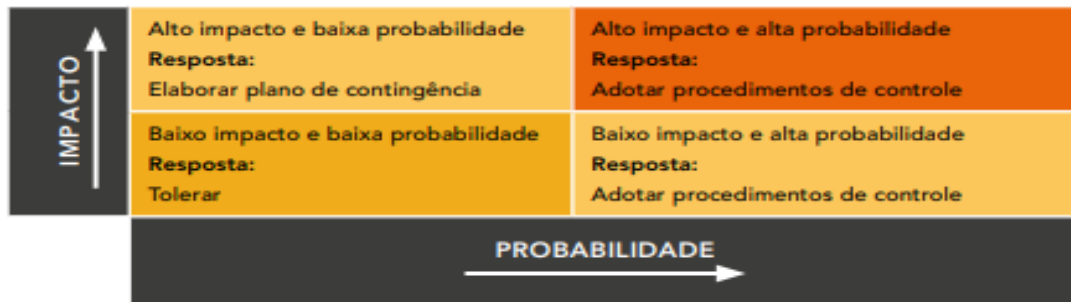 IMPACTO
Alto impacto e baixa probabilidade
Resposta:
Elaborar plano de contingência
Alto impacto e alta probabilidade
Resposta:
Adotar procedimentos de controle
Baixo impacto e baixa probabilidade
Resposta:
Tolerar
Baixo impacto e alta probabilidade
Resposta:
Adotar procedimentos de controle
PROBABILIDADE